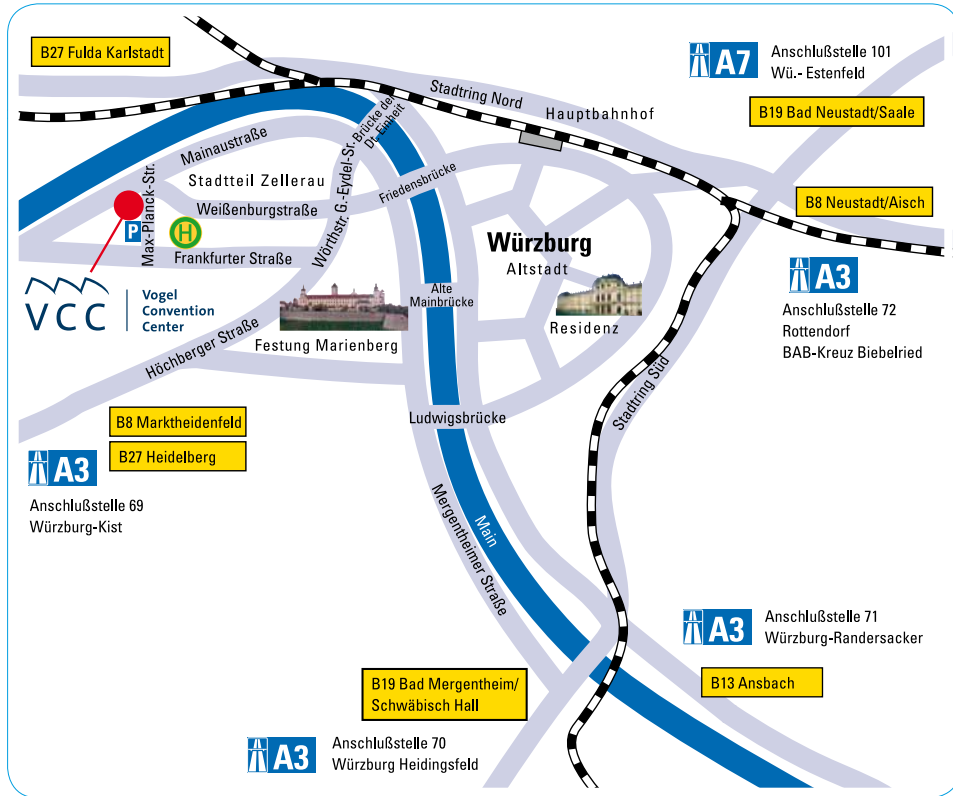 B27 Fulda Karlstadt
A7
Anschlußstelle 101
Wü.- Estenfeld
B19 Bad Neustadt/Saale
Stadtring Nord
Hauptbahnhof
Brücke der
Dt. Einheit
Mainaustraße
Stadtteil Zellerau
Friedensbrücke
B8 Neustadt/Aisch
Max-Planck-Str.
Weißenburgstraße
Wörthstr. G.-Eydel-Str.
P
H
Frankfurter Straße
Würzburg
Altstadt
A3
Anschlußstelle 72
Rottendorf
BAB-Kreuz Biebelried
VCC
Vogel
Convention
Center
Alte
Mainbrücke
Residenz
Festung Marienberg
Höchberger Straße
Stadtring Süd
Ludwigsbrücke
B8 Marktheidenfeld
B27 Heidelberg
A3
Anschlußstelle 69
Würzburg-Kist
Mergentheimer Straße
Main
A3
Anschlußstelle 71
Würzburg-Randersacker
B13 Ansbach
B19 Bad Mergentheim/
Schwäbisch Hall
A3
Anschlußstelle 70
Würzburg Heidingsfeld